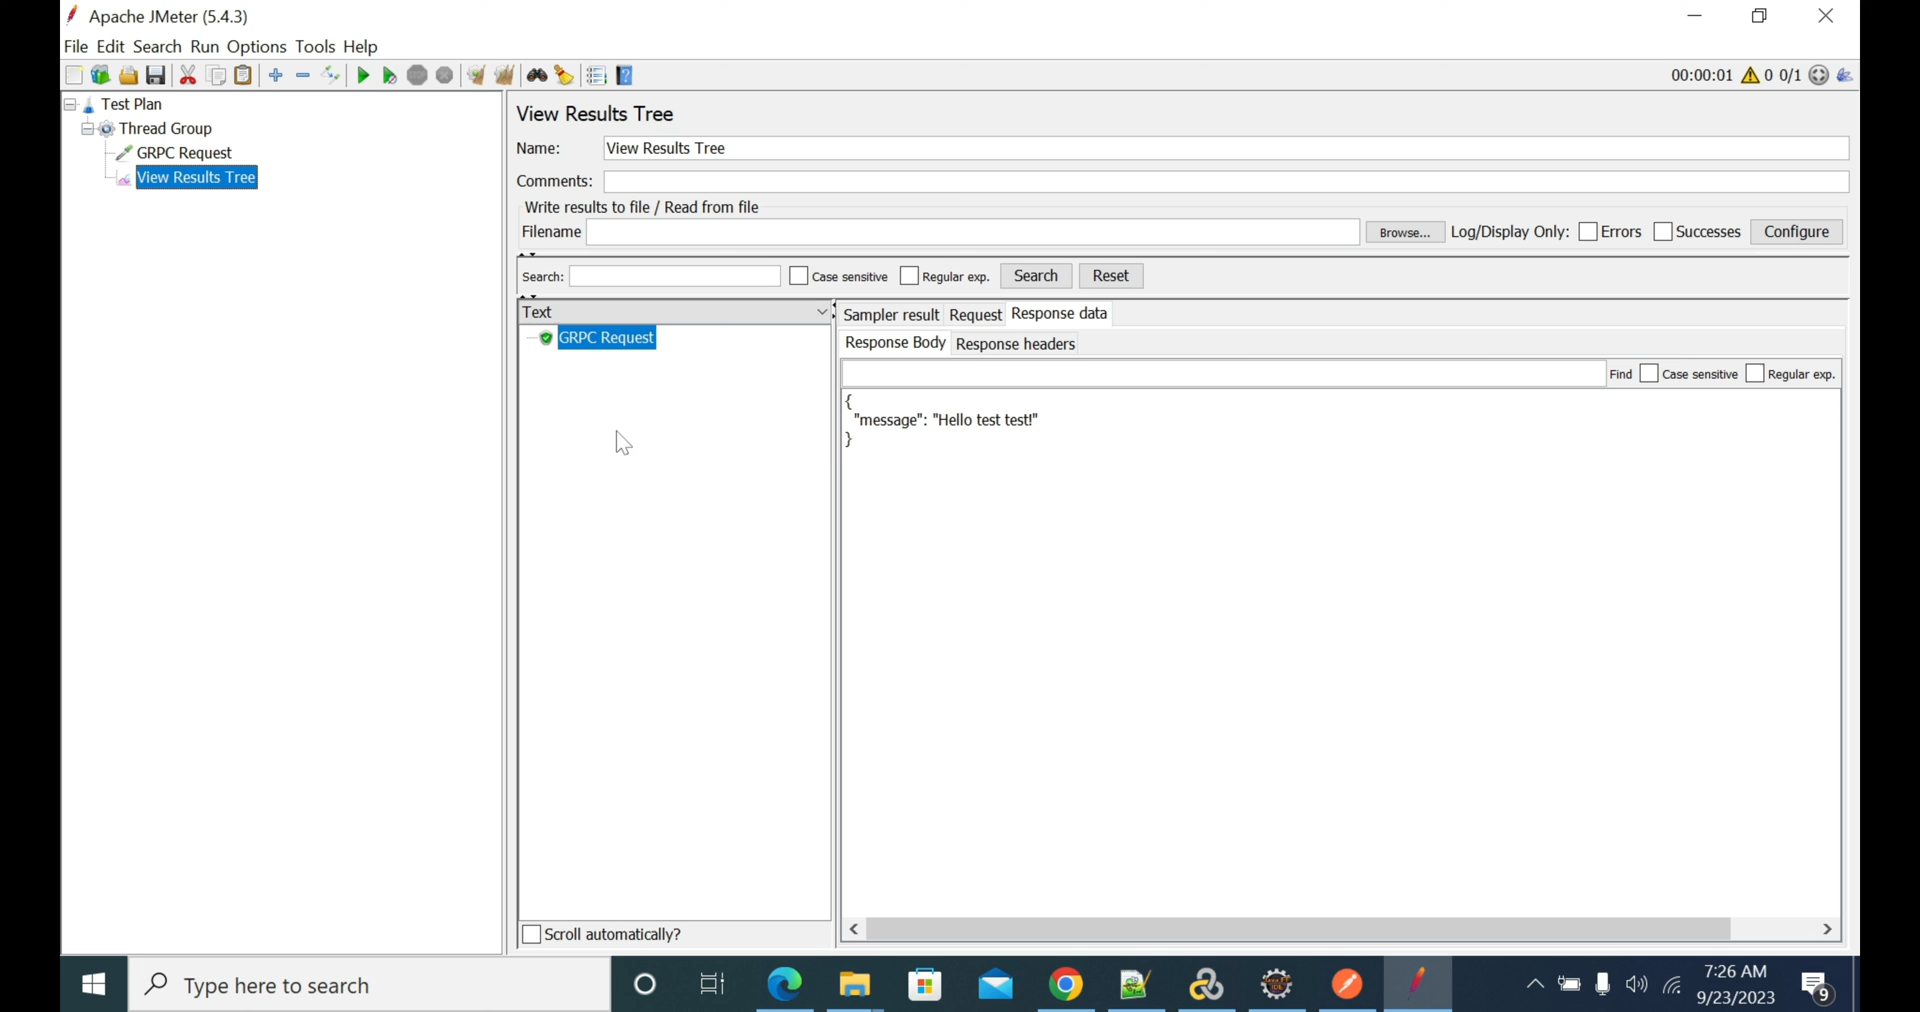 Apache JMeter (5.4.3)
File Edit Search Run Options Tools Help
00:00:01 0 0/1
Test Plan
Thread Group
GRPC Request
View Results Tree
View Results Tree
Name: View Results Tree
Comments:
Write results to file / Read from file
Filename Browse... Log/Display Only: Errors Successes Configure
Search: Case sensitive Regular exp. Search Reset
Text
GRPC Request
Scroll automatically?
Sampler result Request Response data
Response Body Response headers
Find Case sensitive Regular exp.
{
"message": "Hello test test!"
}
Type here to search
7:26 AM
9/23/2023
9